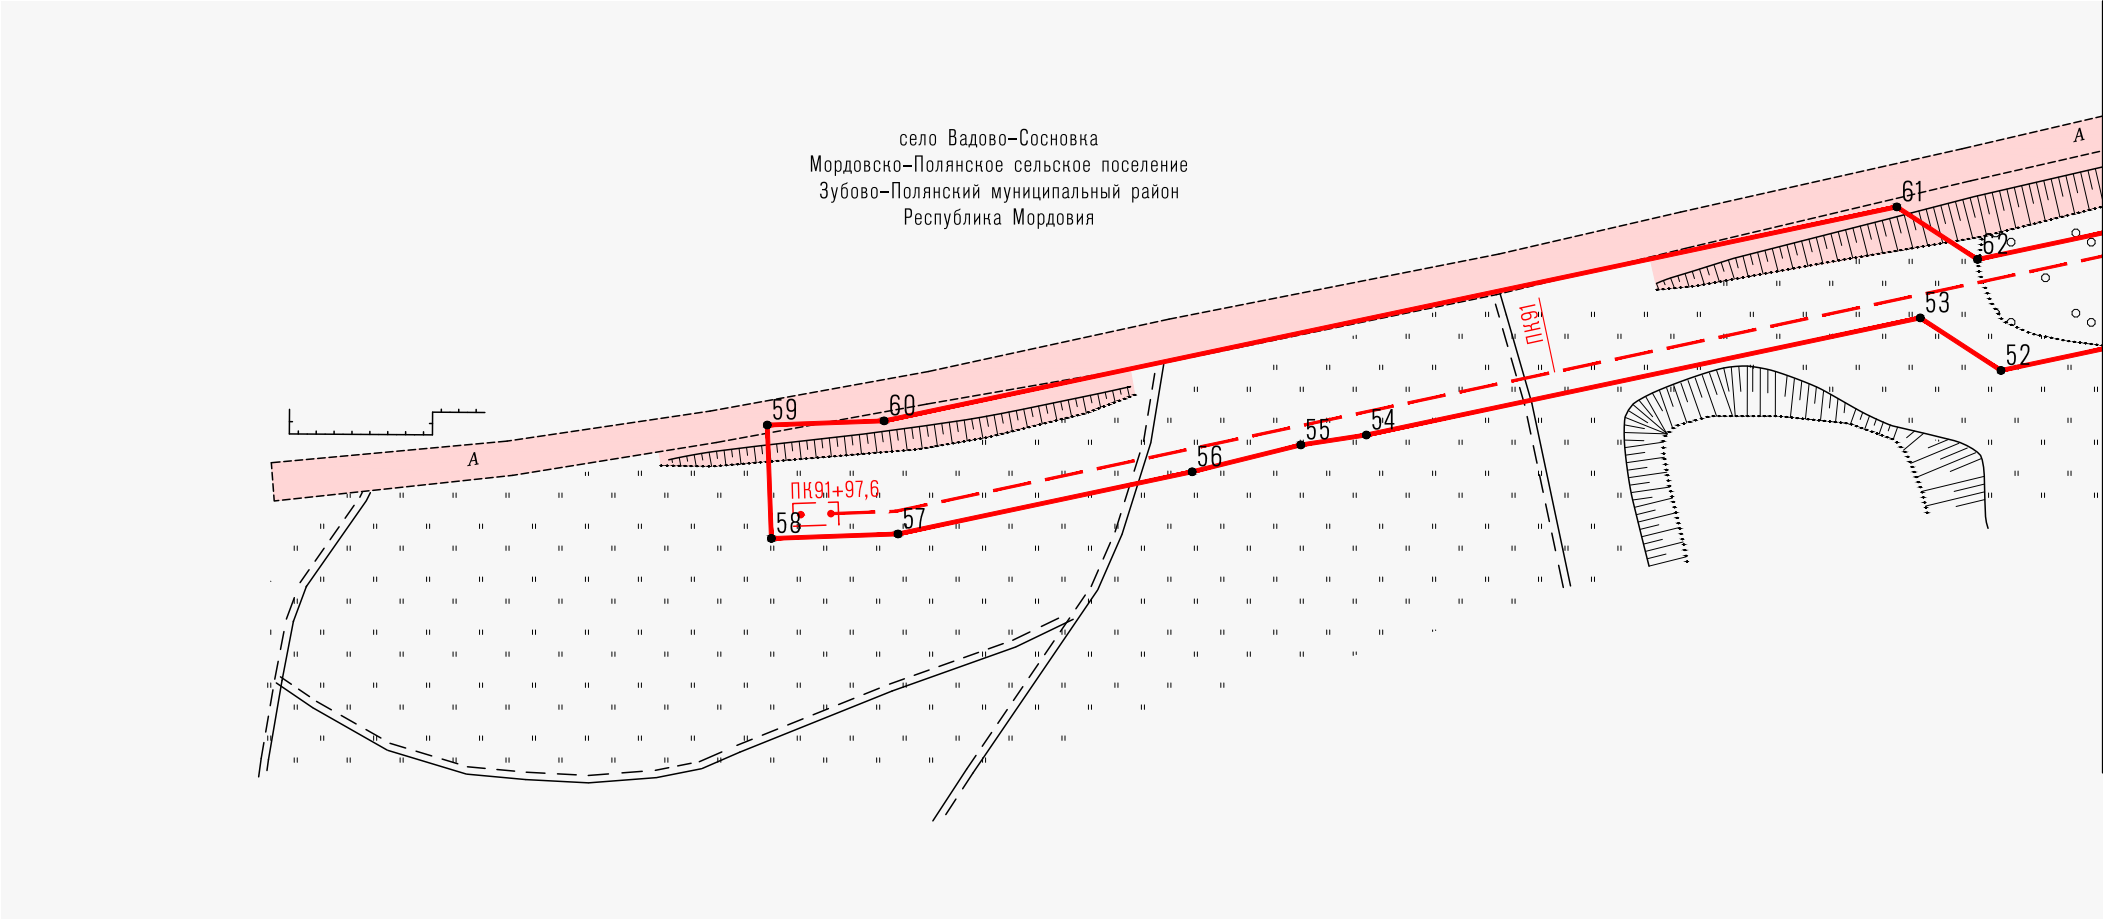 село Вадово-Сосновка
Мордовско-Полянское сельское поселение
Зубово-Полянский муниципальный район
Республика Мордовия
А
61
62
53
52
ПК91
59
60
54
55
56
А
ПК91+97,6
58
57